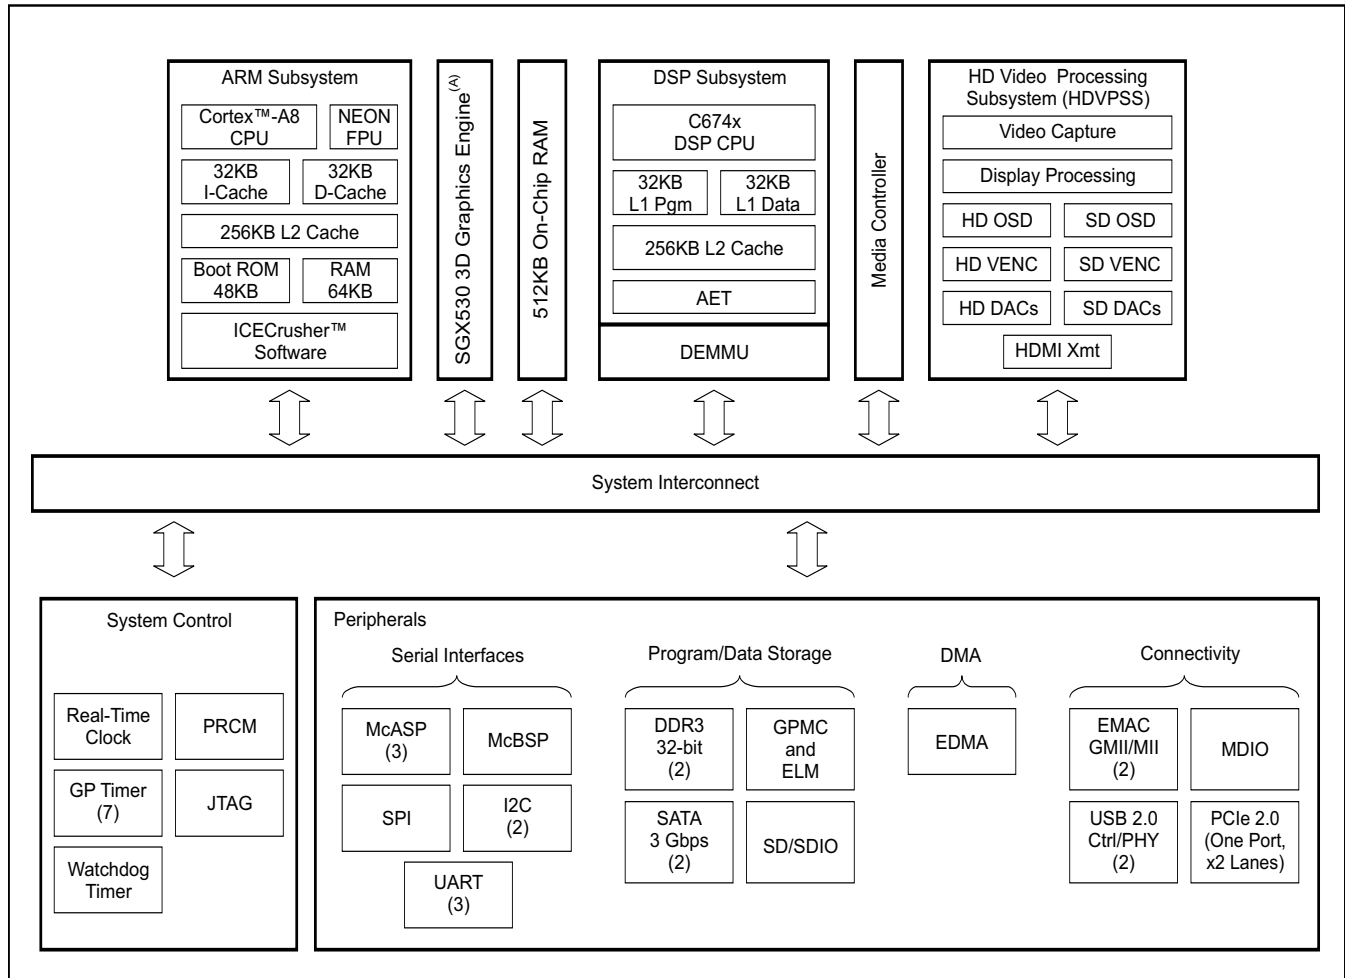 ARM Subsystem
Cortex™-A8
CPU
NEON
FPU
32KB
I-Cache
32KB
D-Cache
256KB L2 Cache
Boot ROM
48KB
RAM
64KB
ICECrusher™
Software
SGX530 3D Graphics Engine(A)
512KB On-Chip RAM
DSP Subsystem
C674x
DSP CPU
32KB
L1 Pgm
32KB
L1 Data
256KB L2 Cache
AET
DEMMU
Media Controller
HD Video Processing
Subsystem (HDVPSS)
Video Capture
Display Processing
HD OSD
SD OSD
HD VENC
SD VENC
HD DACs
SD DACs
HDMI Xmt
System Interconnect
System Control
Real-Time
Clock
PRCM
GP Timer
(7)
JTAG
Watchdog
Timer
Peripherals
Serial Interfaces
McASP
(3)
McBSP
SPI
I2C
(2)
UART
(3)
Program/Data Storage
DDR3
32-bit
(2)
GPMC
and
ELM
SATA
3 Gbps
(2)
SD/SDIO
DMA
EDMA
Connectivity
EMAC
GMII/MII
(2)
MDIO
USB 2.0
Ctrl/PHY
(2)
PCIe 2.0
(One Port,
x2 Lanes)